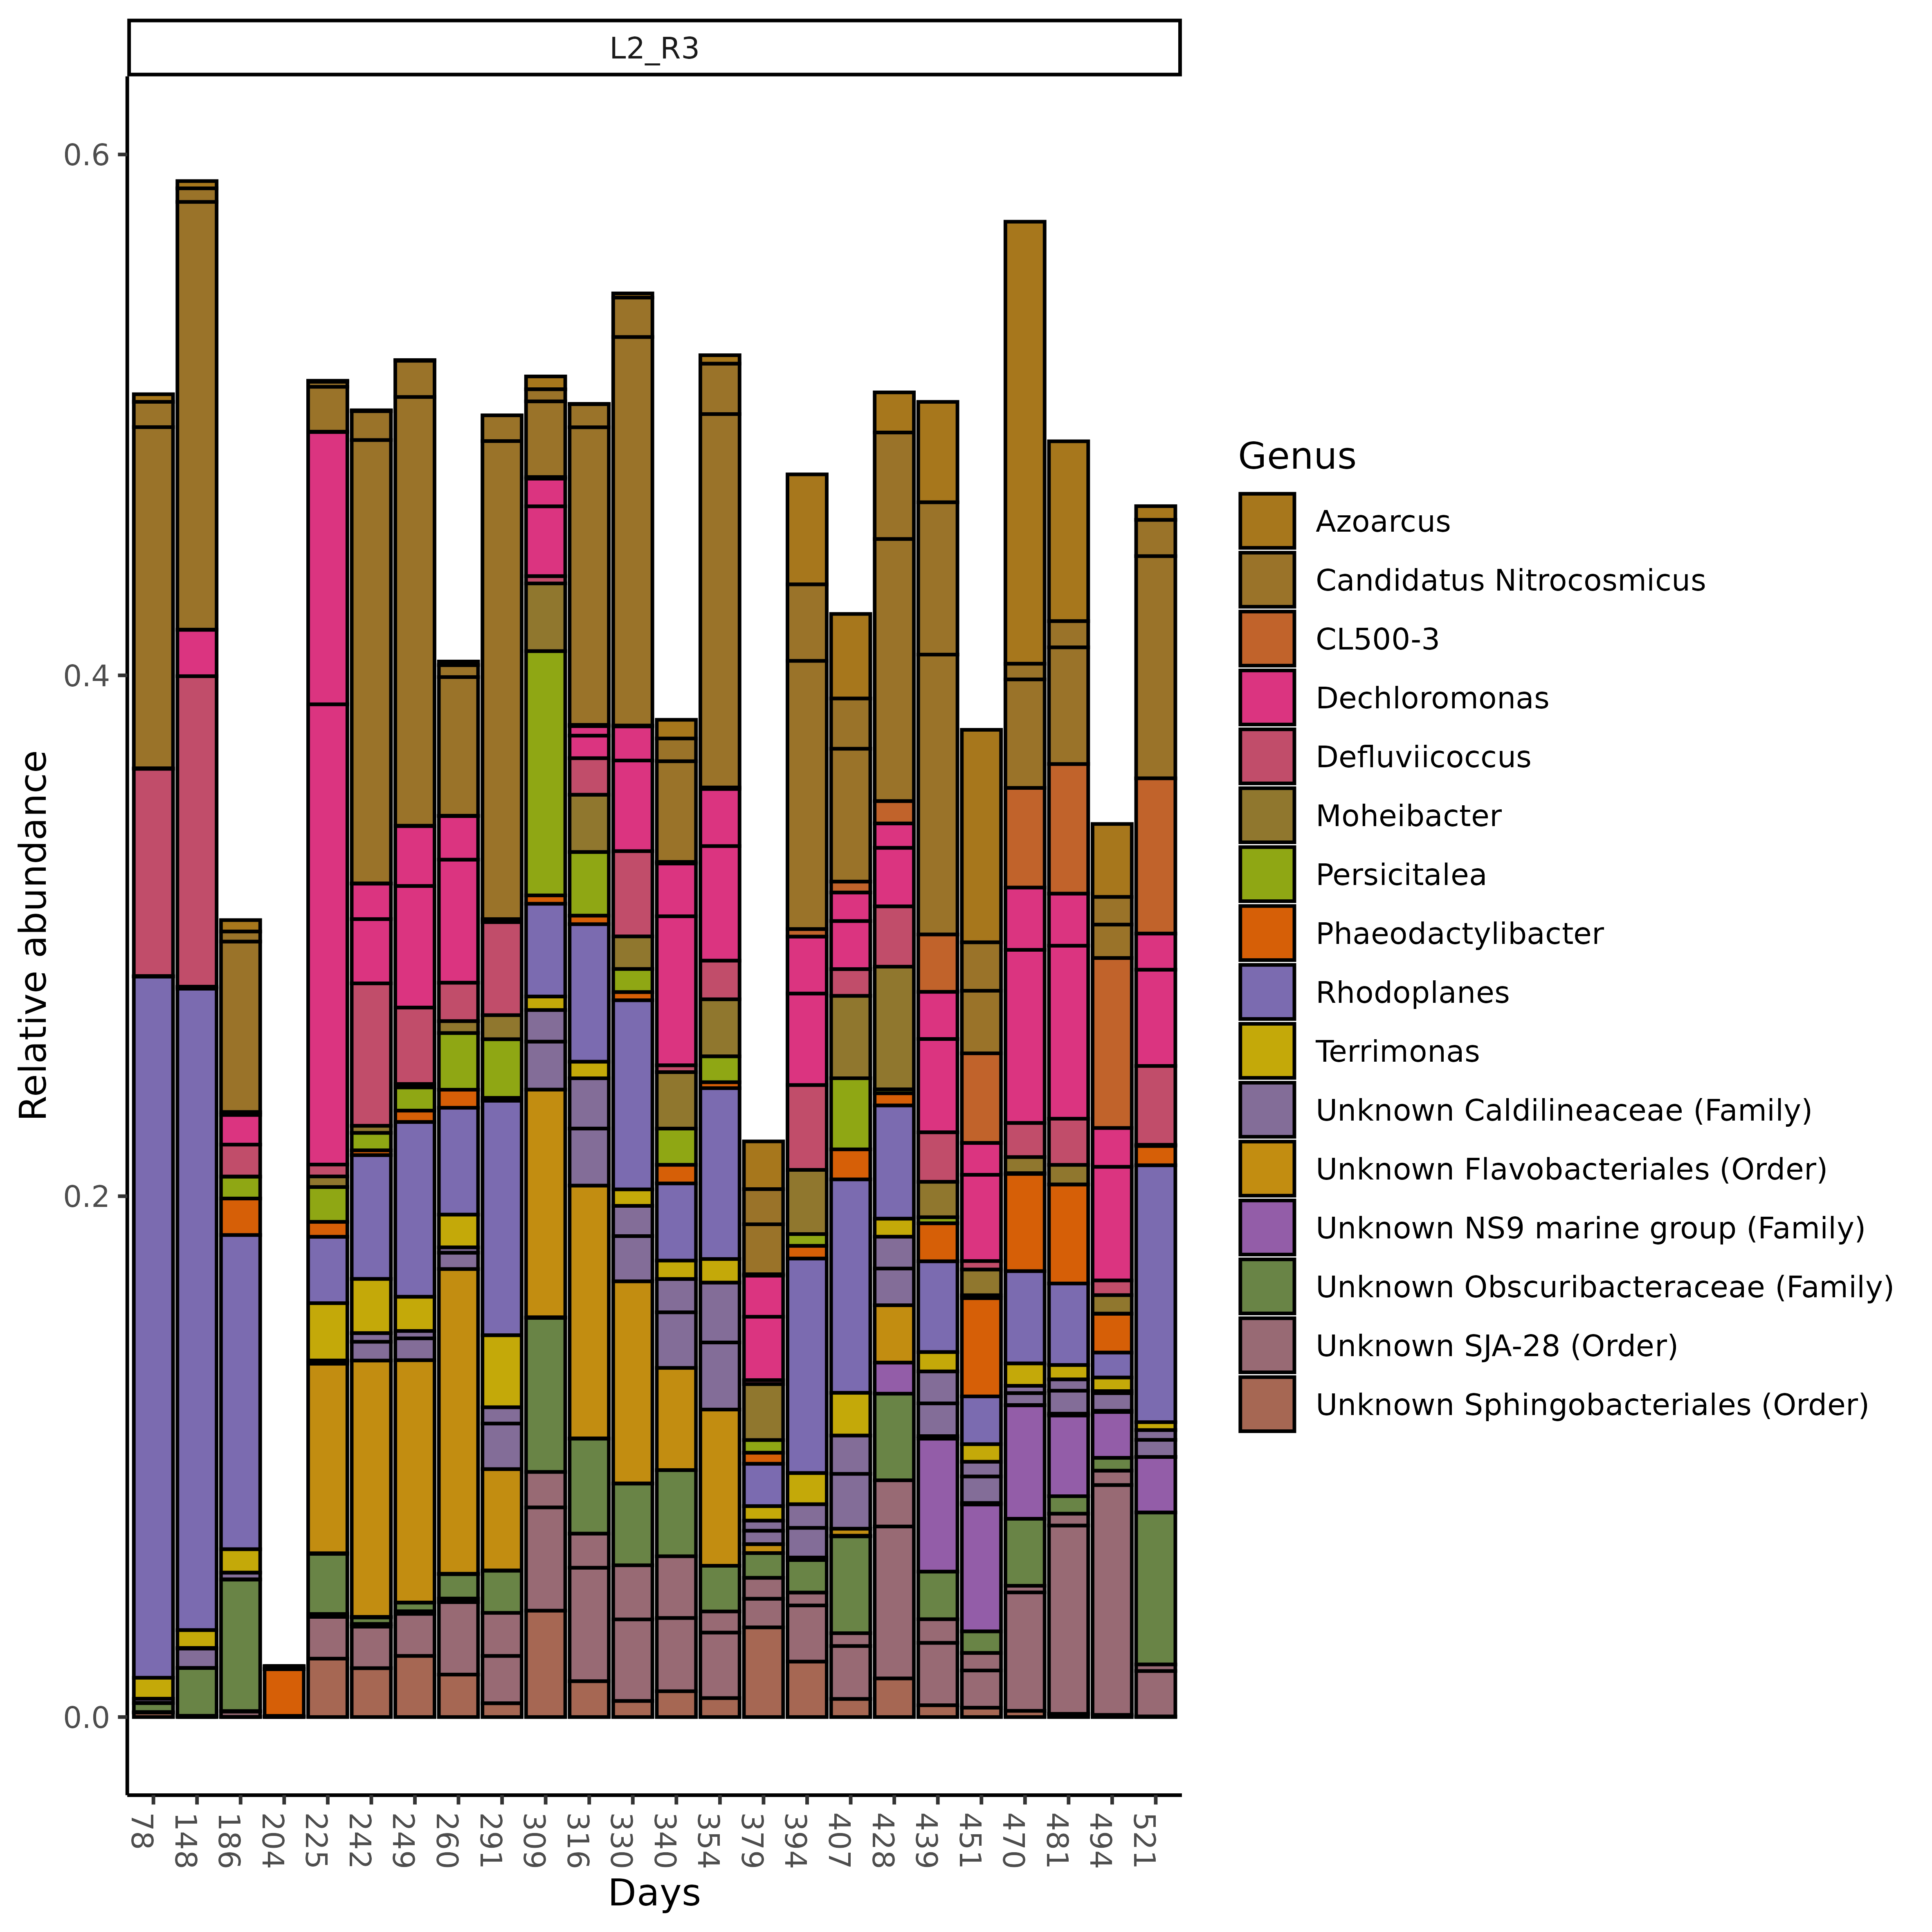 L2_R3
0.6
0.4
0.2
0.0
Relative abundance
78 148 186 204 225 242 249 260 291 309 316 330 340 354 379 394 407 428 439 451 470 481 494 521
Days
Genus
Azoarcus
Candidatus Nitrocosmicus
CL500-3
Dechloromonas
Defluviicoccus
Moheibacter
Persicitalea
Phaeodactylibacter
Rhodoplanes
Terrimonas
Unknown Caldilineaceae (Family)
Unknown Flavobacteriales (Order)
Unknown NS9 marine group (Family)
Unknown Obscuribacteraceae (Family)
Unknown SJA-28 (Order)
Unknown Sphingobacteriales (Order)